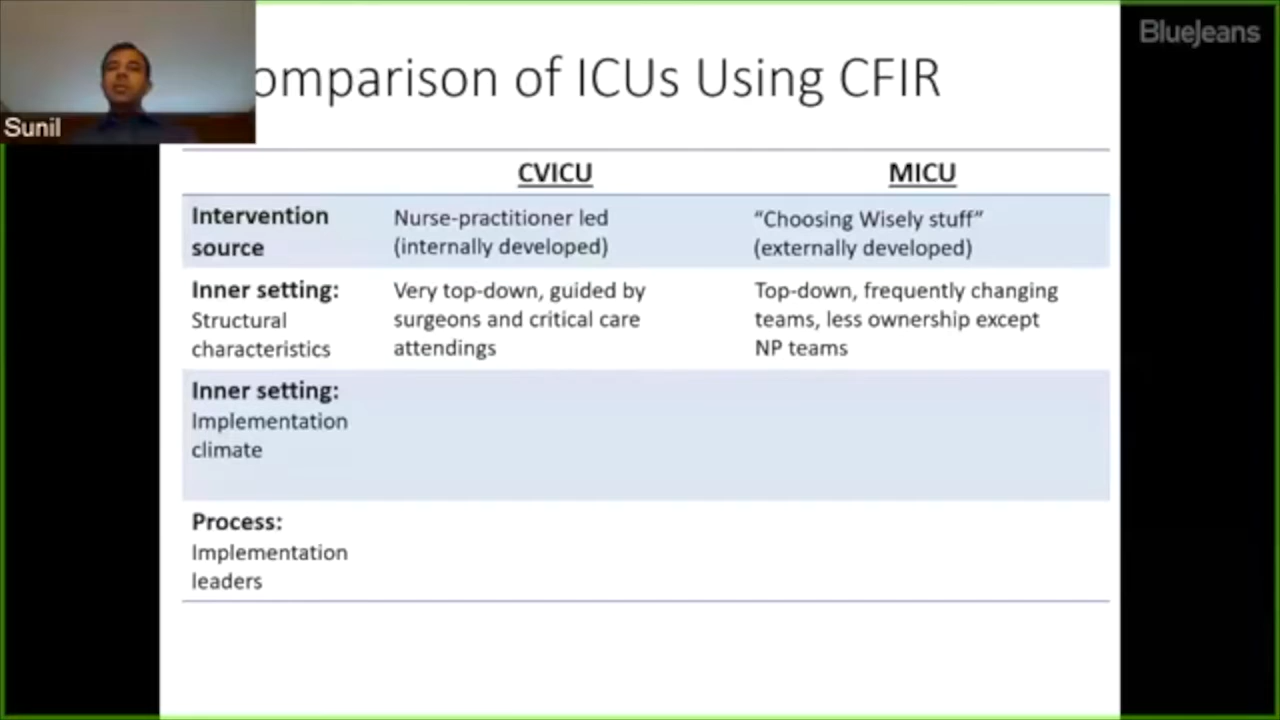 BlueJeans
Sunil
omparison of ICUs Using CFIR
CVICU
MICU
Intervention
source
Nurse-practitioner led
(internally developed)
“Choosing Wisely stuff”
(externally developed)
Inner setting:
Structural
characteristics
Very top-down, guided by
surgeons and critical care
attendings
Top-down, frequently changing
teams, less ownership except
NP teams
Inner setting:
Implementation
climate
Process:
Implementation
leaders